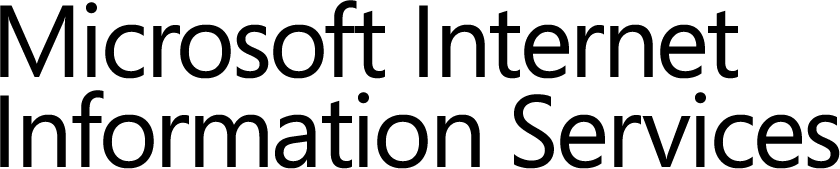 Microsoft Internet
Information Services